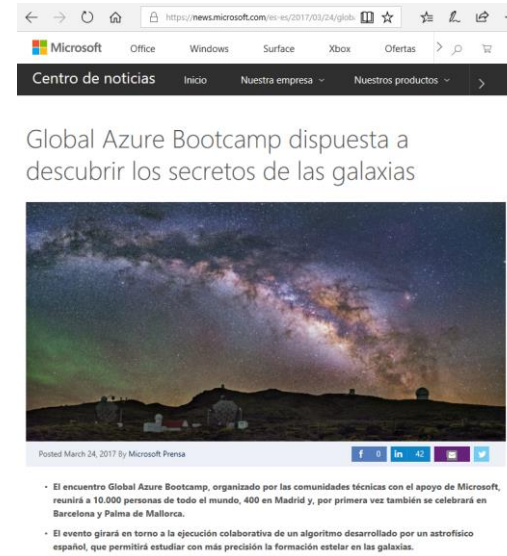 https://news.microsoft.com/es-es/2017/03/24/globa
Microsoft Office Windows Surface Xbox Ofertas
Centro de noticias Inicio Nuestra empresa Nuestros productos
Global Azure Bootcamp dispuesta a
descubrir los secretos de las galaxias
Posted March 24, 2017 By Microsoft Prensa
f 0 in 42
• El encuentro Global Azure Bootcamp, organizado por las comunidades técnicas con el apoyo de Microsoft,
reunirá a 10.000 personas de todo el mundo, 400 en Madrid y, por primera vez también se celebrará en
Barcelona y Palma de Mallorca.
• El evento girará en torno a la ejecución colaborativa de un algoritmo desarrollado por un astrofísico
español, que permitirá estudiar con más precisión la formación estelar en las galaxias.